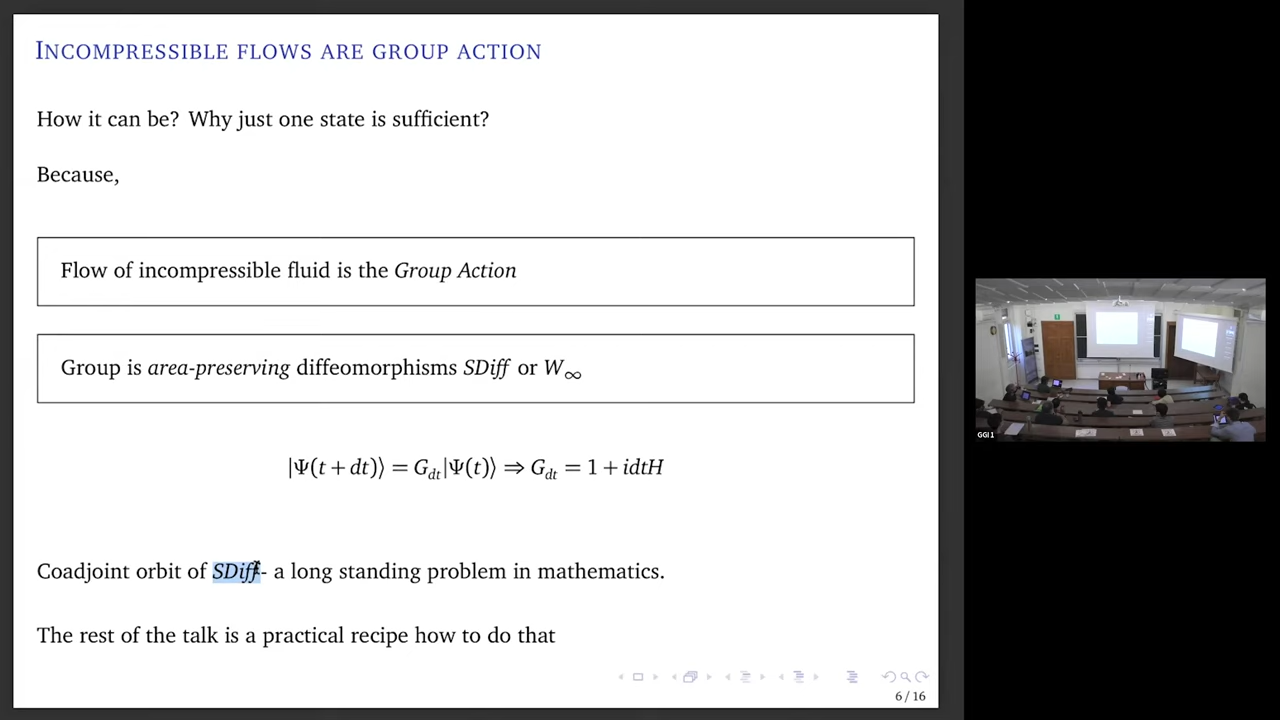 INCOMPRESSIBLE FLOWS ARE GROUP ACTION
How it can be? Why just one state is sufficient?
Because,
Flow of incompressible fluid is the Group Action
Group is area-preserving diffeomorphisms SDiff or W∞
|Ψ(t + dt)⟩ = G_dt|Ψ(t)⟩ ⇒ G_dt = 1 + idtH
Coadjoint orbit of SDiff- a long standing problem in mathematics.
The rest of the talk is a practical recipe how to do that
6 / 16
GGI 1